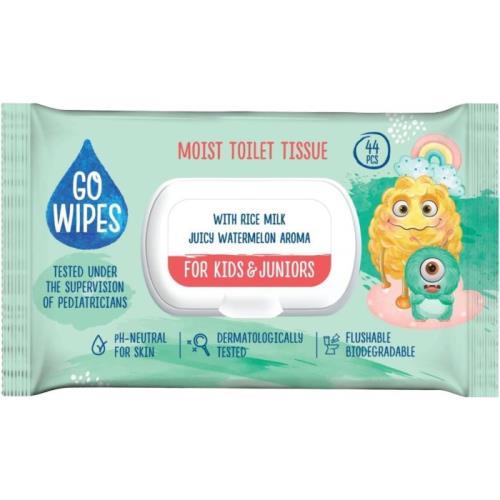 GO
WIPES
MOIST TOILET TISSUE
44
PCS
WITH RICE MILK
JUICY WATERMELON AROMA
FOR KIDS & JUNIORS
TESTED UNDER
THE SUPERVISION
OF PEDIATRICIANS
PH-NEUTRAL
FOR SKIN
DERMATOLOGICALLY
TESTED
FLUSHABLE
BIODEGRADABLE